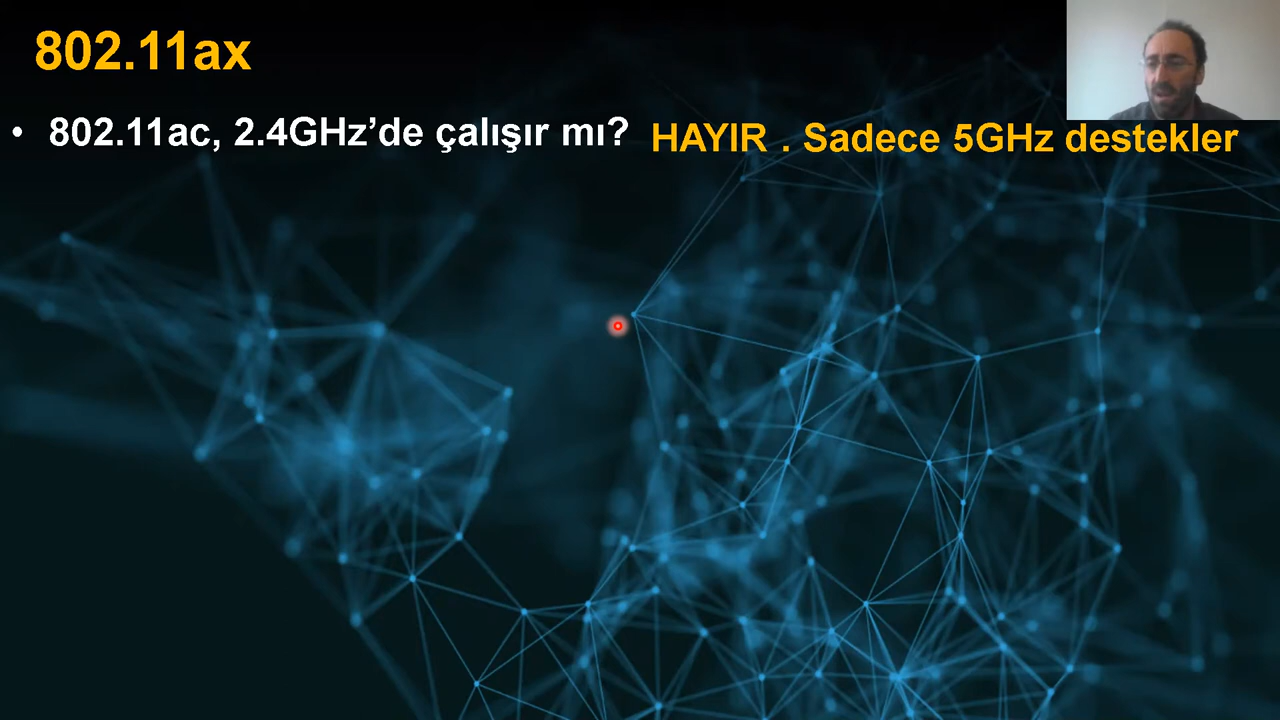 802.11ax
• 802.11ac, 2.4GHz’de çalışır mı? HAYIR . Sadece 5GHz destekler